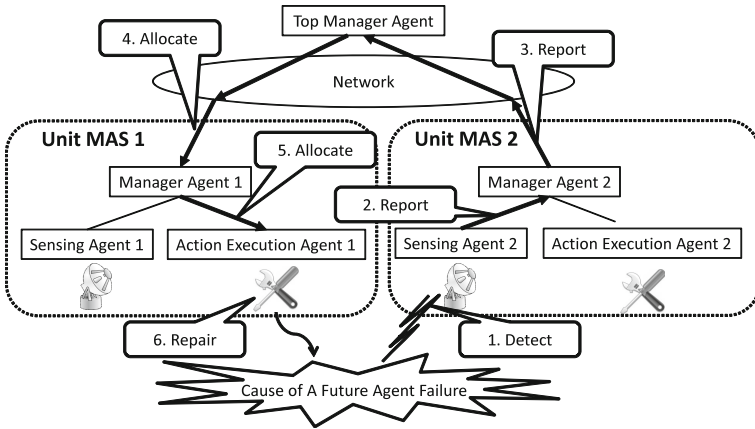 Top Manager Agent
4. Allocate
3. Report
Network
Unit MAS 1
Unit MAS 2
5. Allocate
Manager Agent 1
Manager Agent 2
2. Report
Sensing Agent 1
Action Execution Agent 1
Sensing Agent 2
Action Execution Agent 2
6. Repair
1. Detect
Cause of A Future Agent Failure